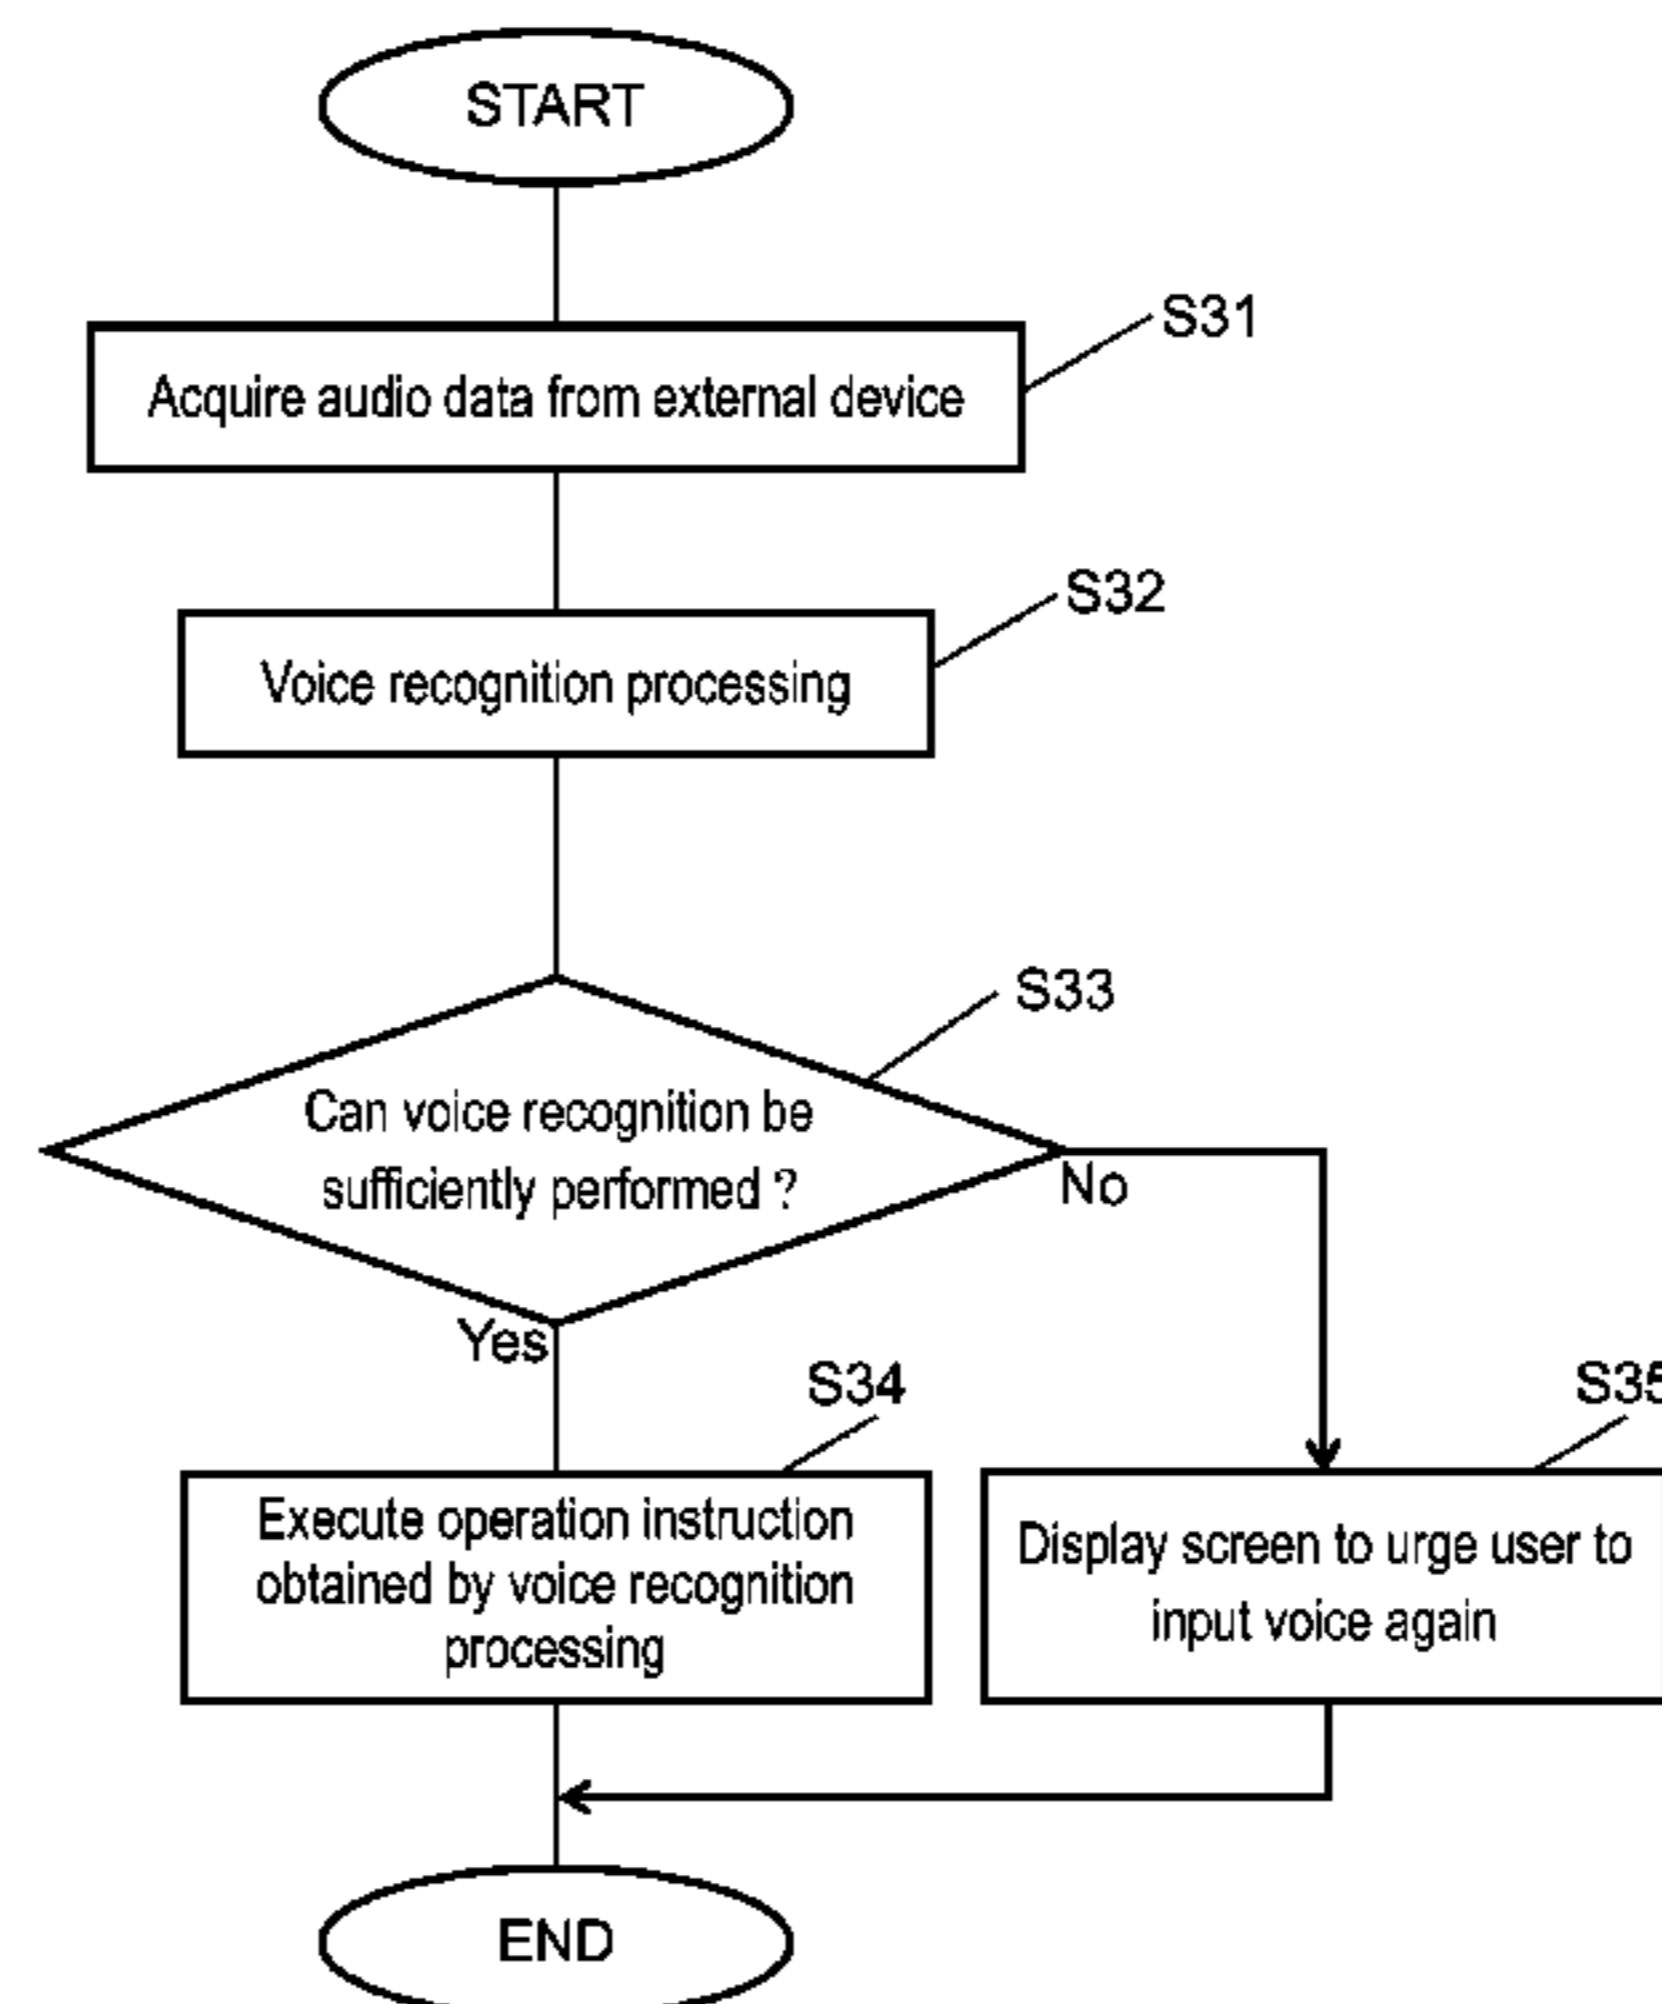 START
S31
Acquire audio data from external device
S32
Voice recognition processing
S33
Can voice recognition be
sufficiently performed ?
No
Yes
S34
Execute operation instruction
obtained by voice recognition
processing
S35
Display screen to urge user to
input voice again
END